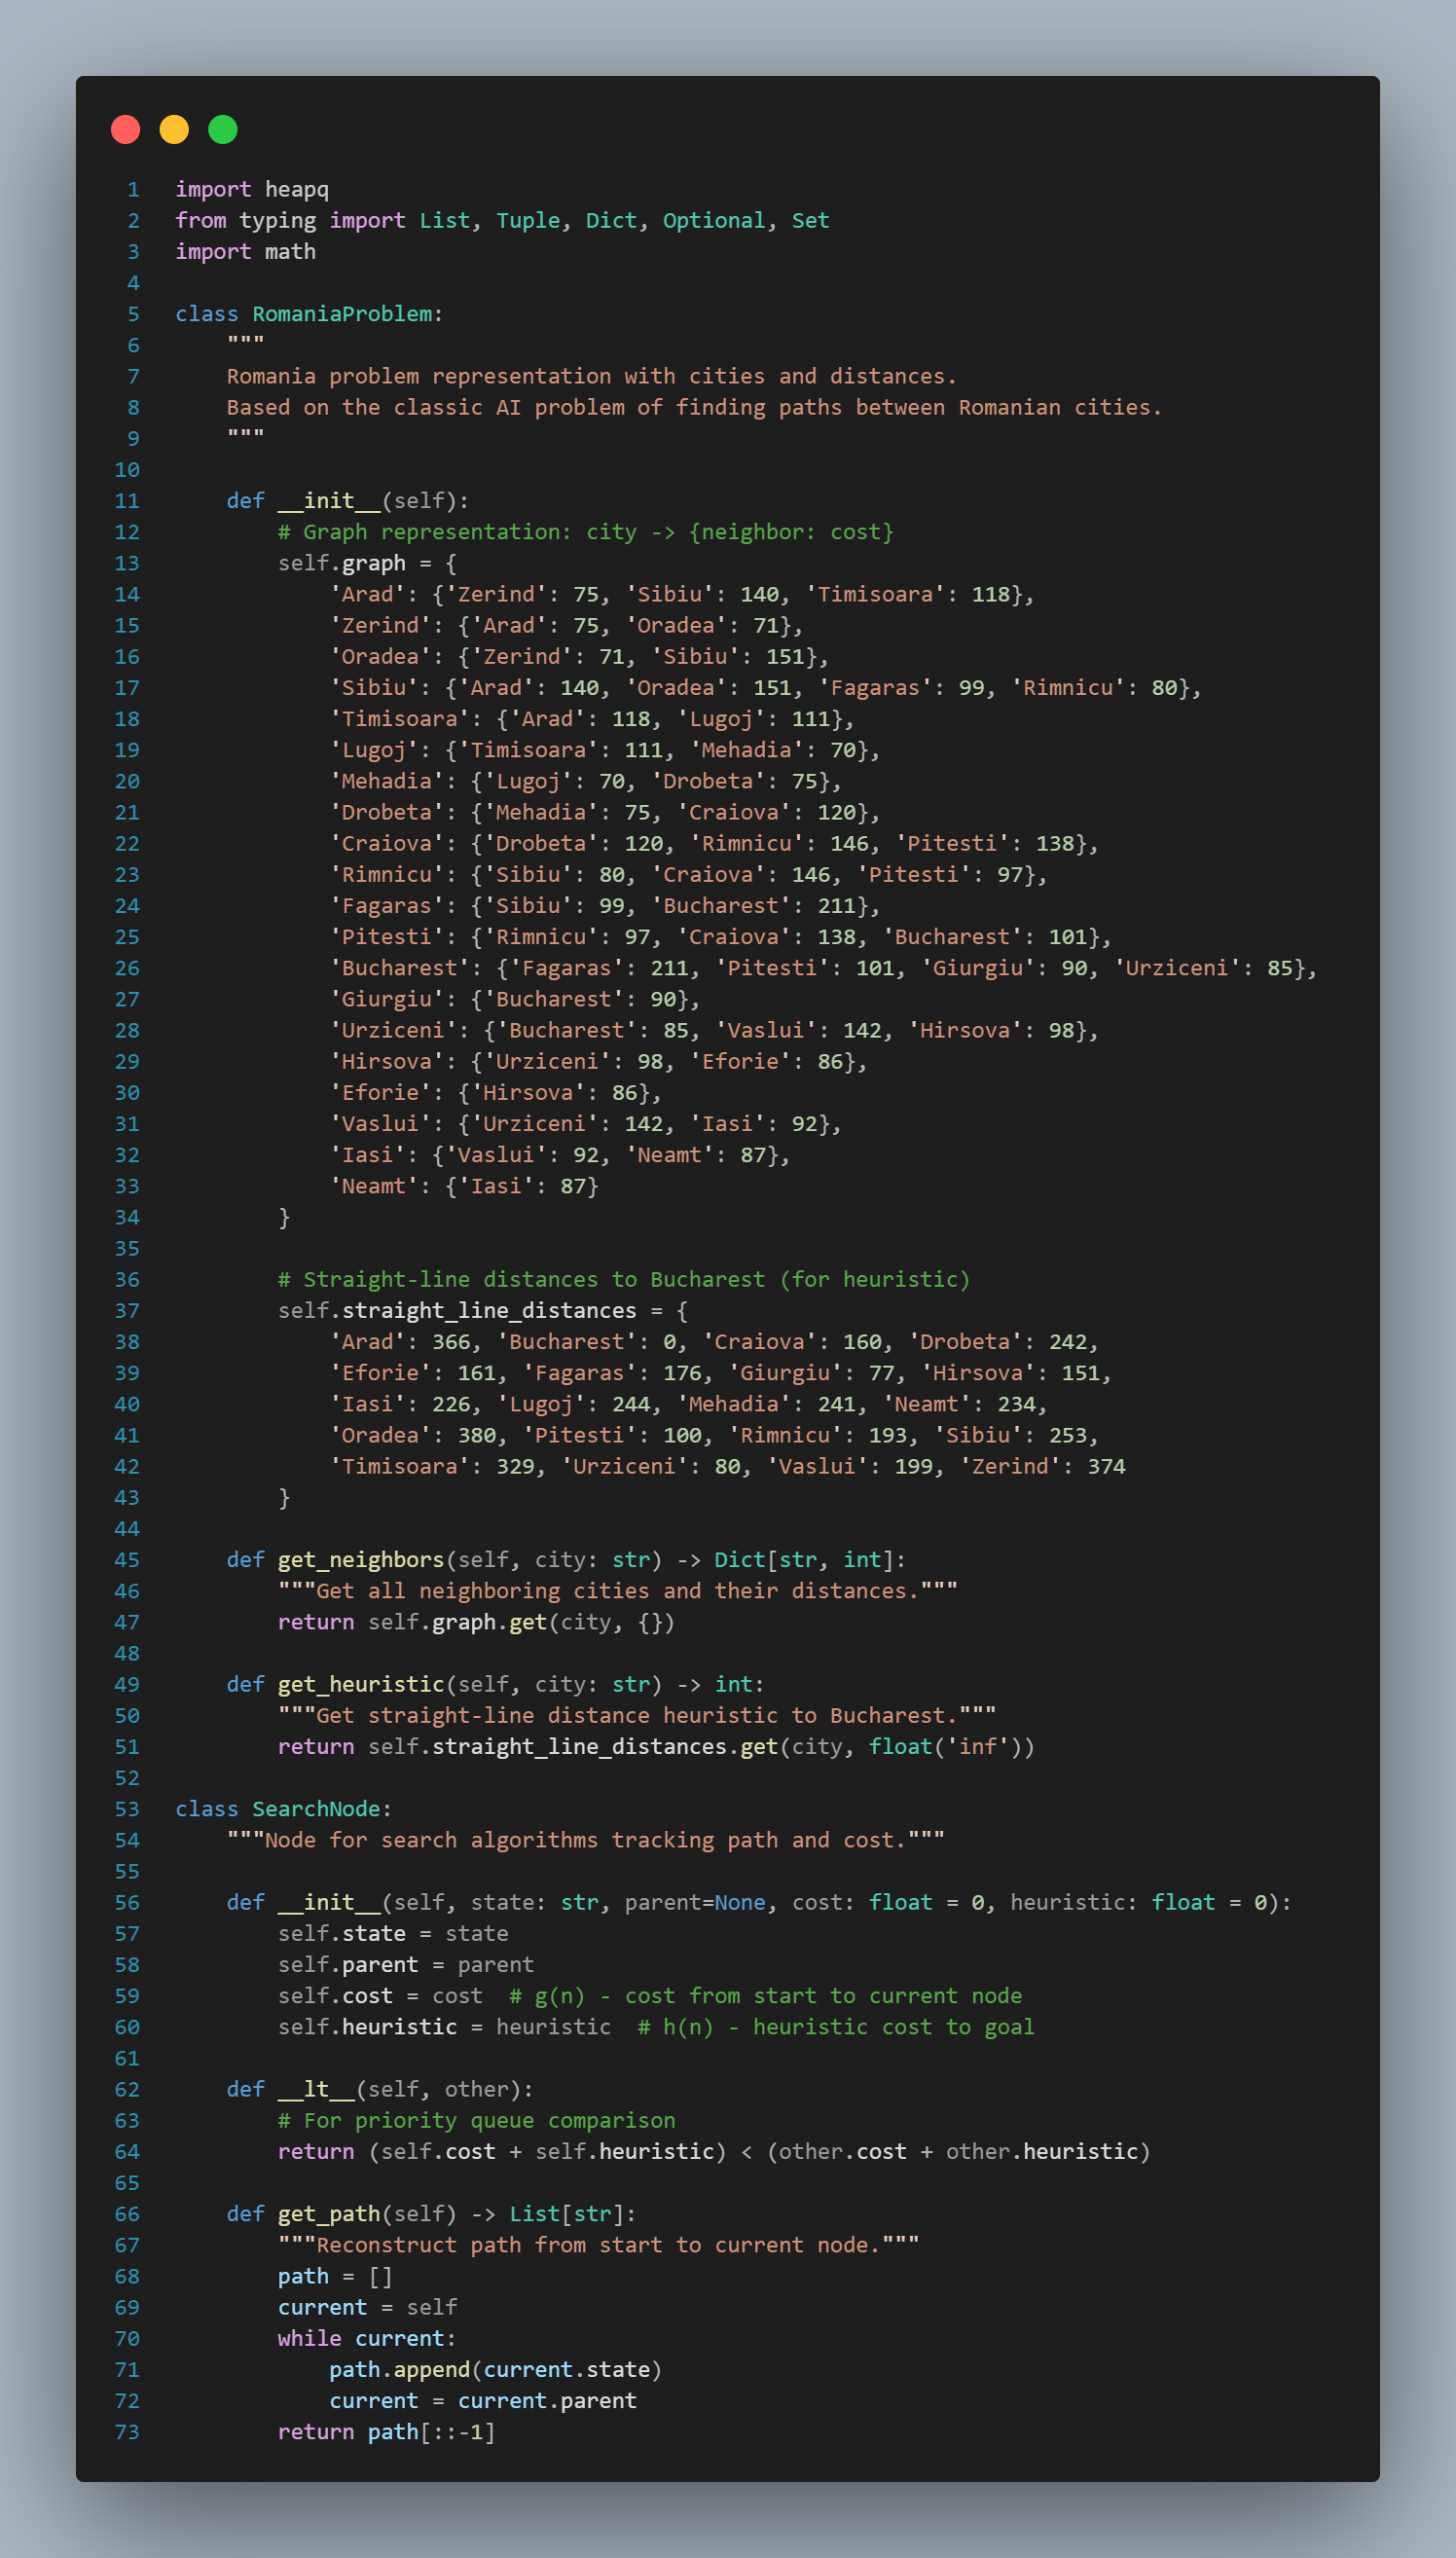 1 import heapq
2 from typing import List, Tuple, Dict, Optional, Set
3 import math
4
5 class RomaniaProblem:
6     """
7     Romania problem representation with cities and distances.
8     Based on the classic AI problem of finding paths between Romanian cities.
9     """
10
11     def __init__(self):
12         # Graph representation: city -> {neighbor: cost}
13         self.graph = {
14             'Arad': {'Zerind': 75, 'Sibiu': 140, 'Timisoara': 118},
15             'Zerind': {'Arad': 75, 'Oradea': 71},
16             'Oradea': {'Zerind': 71, 'Sibiu': 151},
17             'Sibiu': {'Arad': 140, 'Oradea': 151, 'Fagaras': 99, 'Rimnicu': 80},
18             'Timisoara': {'Arad': 118, 'Lugoj': 111},
19             'Lugoj': {'Timisoara': 111, 'Mehadia': 70},
20             'Mehadia': {'Lugoj': 70, 'Drobeta': 75},
21             'Drobeta': {'Mehadia': 75, 'Craiova': 120},
22             'Craiova': {'Drobeta': 120, 'Rimnicu': 146, 'Pitesti': 138},
23             'Rimnicu': {'Sibiu': 80, 'Craiova': 146, 'Pitesti': 97},
24             'Fagaras': {'Sibiu': 99, 'Bucharest': 211},
25             'Pitesti': {'Rimnicu': 97, 'Craiova': 138, 'Bucharest': 101},
26             'Bucharest': {'Fagaras': 211, 'Pitesti': 101, 'Giurgiu': 90, 'Urziceni': 85},
27             'Giurgiu': {'Bucharest': 90},
28             'Urziceni': {'Bucharest': 85, 'Vaslui': 142, 'Hirsova': 98},
29             'Hirsova': {'Urziceni': 98, 'Eforie': 86},
30             'Eforie': {'Hirsova': 86},
31             'Vaslui': {'Urziceni': 142, 'Iasi': 92},
32             'Iasi': {'Vaslui': 92, 'Neamt': 87},
33             'Neamt': {'Iasi': 87}
34         }
35
36         # Straight-line distances to Bucharest (for heuristic)
37         self.straight_line_distances = {
38             'Arad': 366, 'Bucharest': 0, 'Craiova': 160, 'Drobeta': 242,
39             'Eforie': 161, 'Fagaras': 176, 'Giurgiu': 77, 'Hirsova': 151,
40             'Iasi': 226, 'Lugoj': 244, 'Mehadia': 241, 'Neamt': 234,
41             'Oradea': 380, 'Pitesti': 100, 'Rimnicu': 193, 'Sibiu': 253,
42             'Timisoara': 329, 'Urziceni': 80, 'Vaslui': 199, 'Zerind': 374
43         }
44
45     def get_neighbors(self, city: str) -> Dict[str, int]:
46         """Get all neighboring cities and their distances."""
47         return self.graph.get(city, {})
48
49     def get_heuristic(self, city: str) -> int:
50         """Get straight-line distance heuristic to Bucharest."""
51         return self.straight_line_distances.get(city, float('inf'))
52
53 class SearchNode:
54     """Node for search algorithms tracking path and cost."""
55
56     def __init__(self, state: str, parent=None, cost: float = 0, heuristic: float = 0):
57         self.state = state
58         self.parent = parent
59         self.cost = cost  # g(n) - cost from start to current node
60         self.heuristic = heuristic  # h(n) - heuristic cost to goal
61
62     def __lt__(self, other):
63         # For priority queue comparison
64         return (self.cost + self.heuristic) < (other.cost + other.heuristic)
65
66     def get_path(self) -> List[str]:
67         """Reconstruct path from start to current node."""
68         path = []
69         current = self
70         while current:
71             path.append(current.state)
72             current = current.parent
73         return path[::-1]